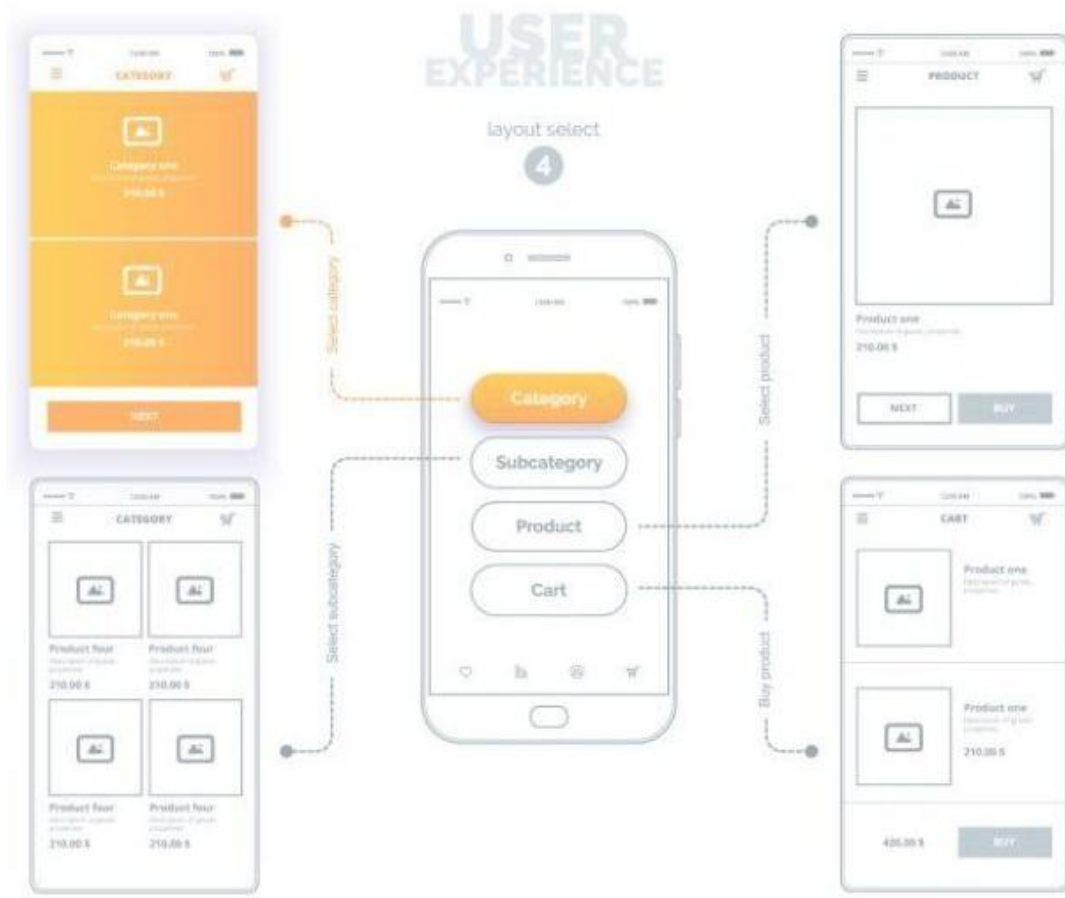 USER
EXPERIENCE
layout select
4
CATEGORY
Category one
210.00 $
Category one
210.00 $
NEXT
CATEGORY
Product four
Product four
210.00 $
210.00 $
Product four
Product four
210.00 $
210.00 $
Select category
Select subcategory
Category
Subcategory
Product
Cart
Select product
Buy product
PRODUCT
Product one
210.00 $
NEXT
BUY
CART
Product one
Product one
210.00 $
420.00 $
BUY